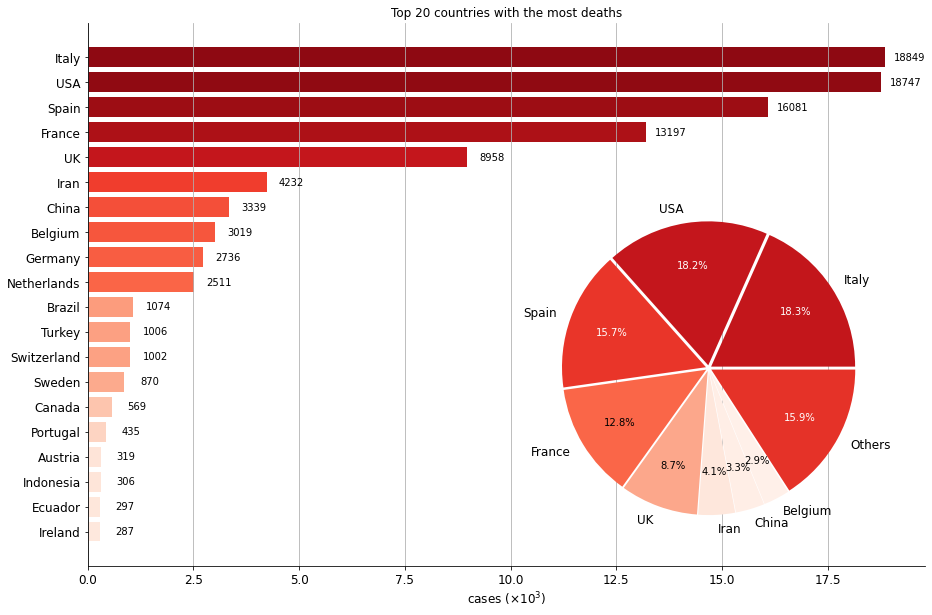 Top 20 countries with the most deaths
Italy 18849
USA 18747
Spain 16081
France 13197
UK 8958
Iran 4232
China 3339
Belgium 3019
Germany 2736
Netherlands 2511
Brazil 1074
Turkey 1006
Switzerland 1002
Sweden 870
Canada 569
Portugal 435
Austria 319
Indonesia 306
Ecuador 297
Ireland 287
0.0 2.5 5.0 7.5 10.0 12.5 15.0 17.5
cases (×10³)
USA
18.2%
Italy
18.3%
Spain
15.7%
France
12.8%
UK
8.7%
Iran
4.1%
China
3.3%
Belgium
2.9%
Others
15.9%